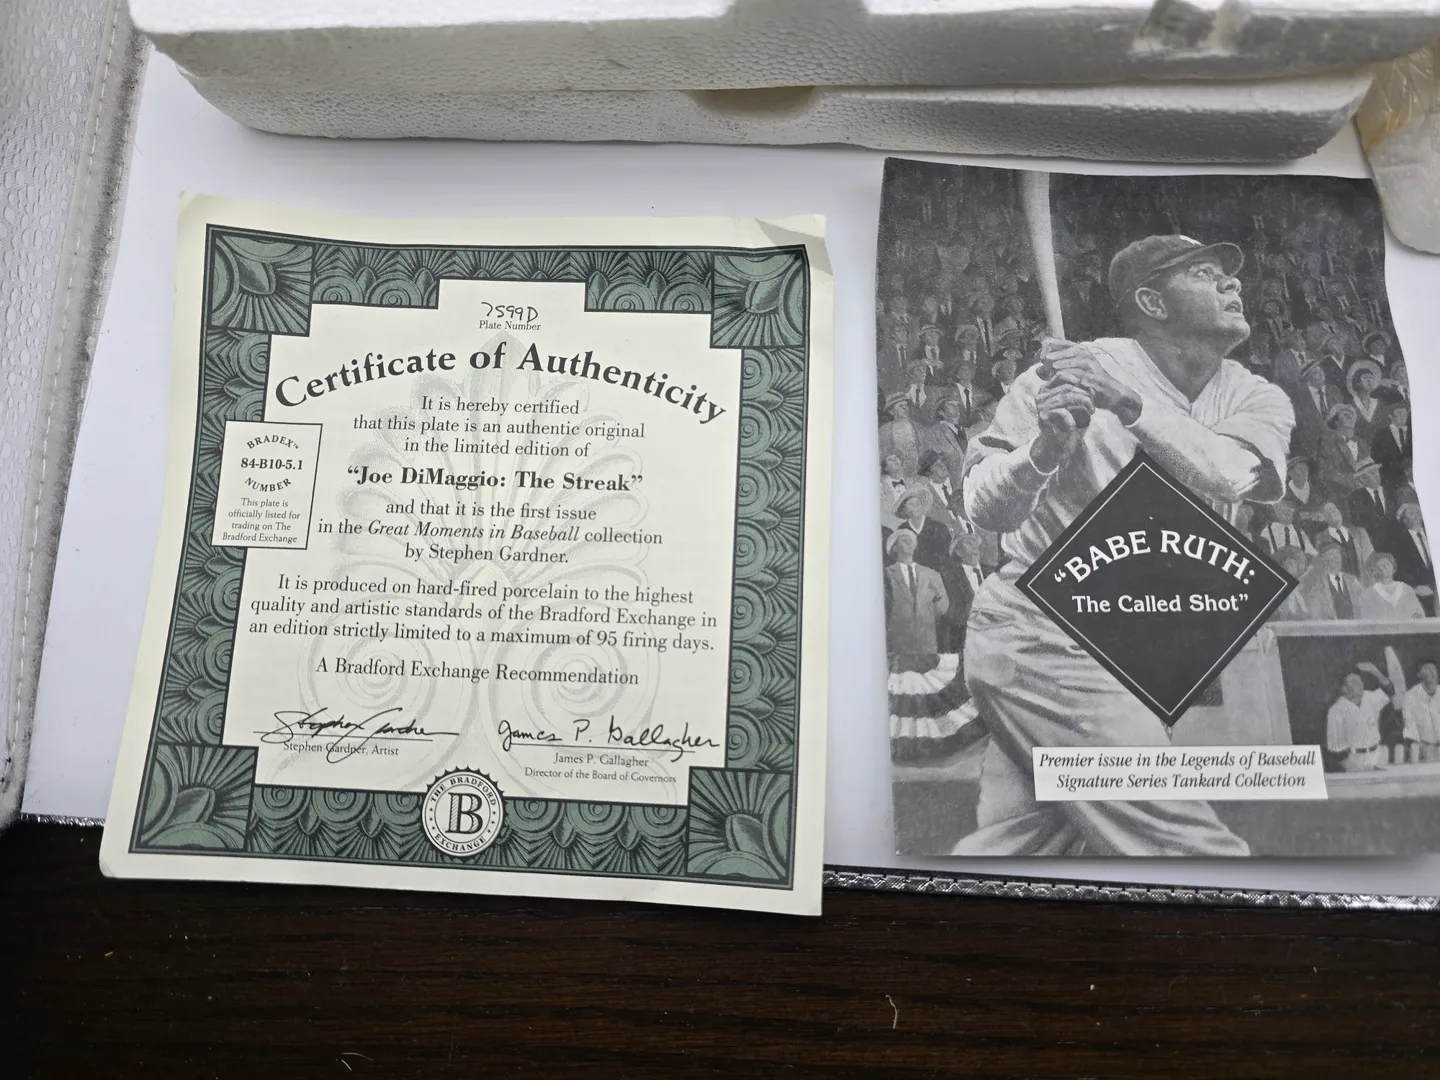 7599D
Plate Number
Certificate of Authenticity
It is hereby certified
that this plate is an authentic original
in the limited edition of
“Joe DiMaggio: The Streak”
and that it is the first issue
in the Great Moments in Baseball collection
by Stephen Gardner.
It is produced on hard-fired porcelain to the highest
quality and artistic standards of the Bradford Exchange in
an edition strictly limited to a maximum of 95 firing days.
A Bradford Exchange Recommendation
BRADEX™
84-B10-5.1
NUMBER
This plate is
officially listed for
trading on The
Bradford Exchange
Stephen Gardner
Stephen Gardner, Artist
James P. Gallagher
James P. Gallagher
Director of the Board of Governors
THE BRADFORD
B
EXCHANGE
“BABE RUTH:
The Called Shot”
Premier issue in the Legends of Baseball
Signature Series Tankard Collection